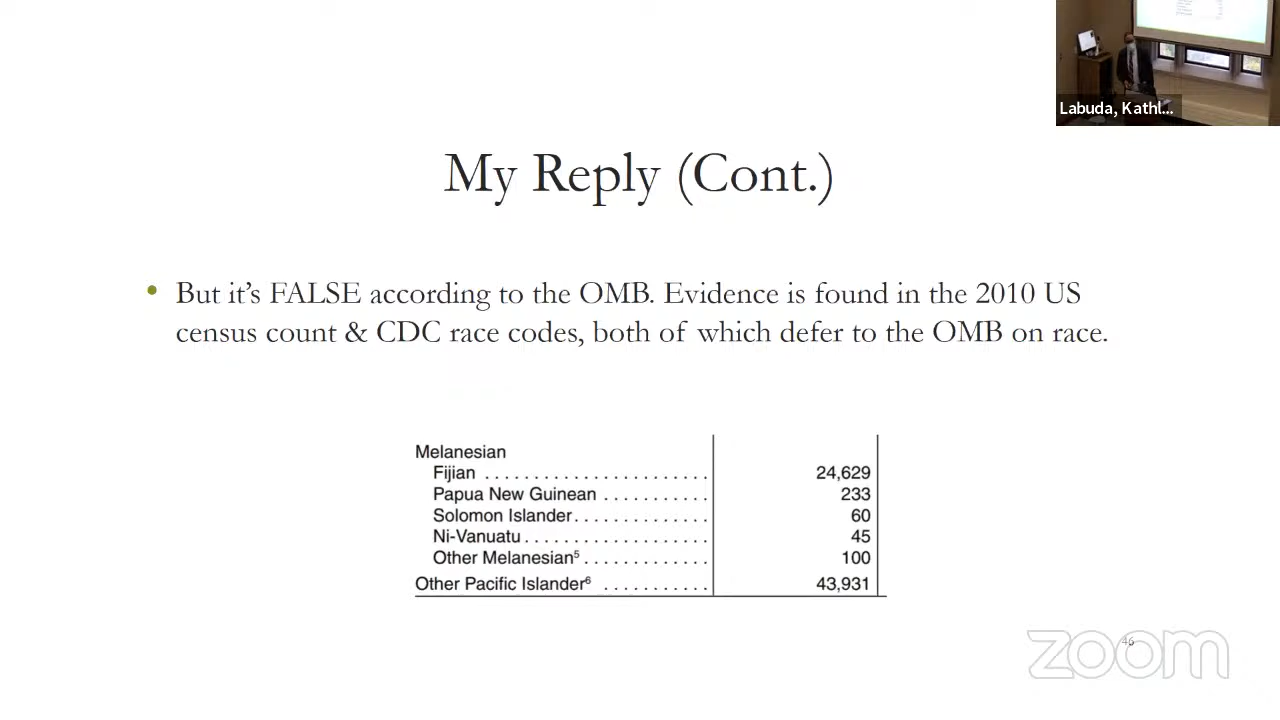 Labuda, Kathl...
My Reply (Cont.)
• But it's FALSE according to the OMB. Evidence is found in the 2010 US
census count & CDC race codes, both of which defer to the OMB on race.
Melanesian
Fijian . . . . . . . . . . . . . . . . . . . . . . . 24,629
Papua New Guinean . . . . . . . . . . . 233
Solomon Islander. . . . . . . . . . . . . . 60
Ni-Vanuatu . . . . . . . . . . . . . . . . . . . 45
Other Melanesian⁵ . . . . . . . . . . . . . 100
Other Pacific Islander⁶ . . . . . . . . . . . 43,931
46
zoom